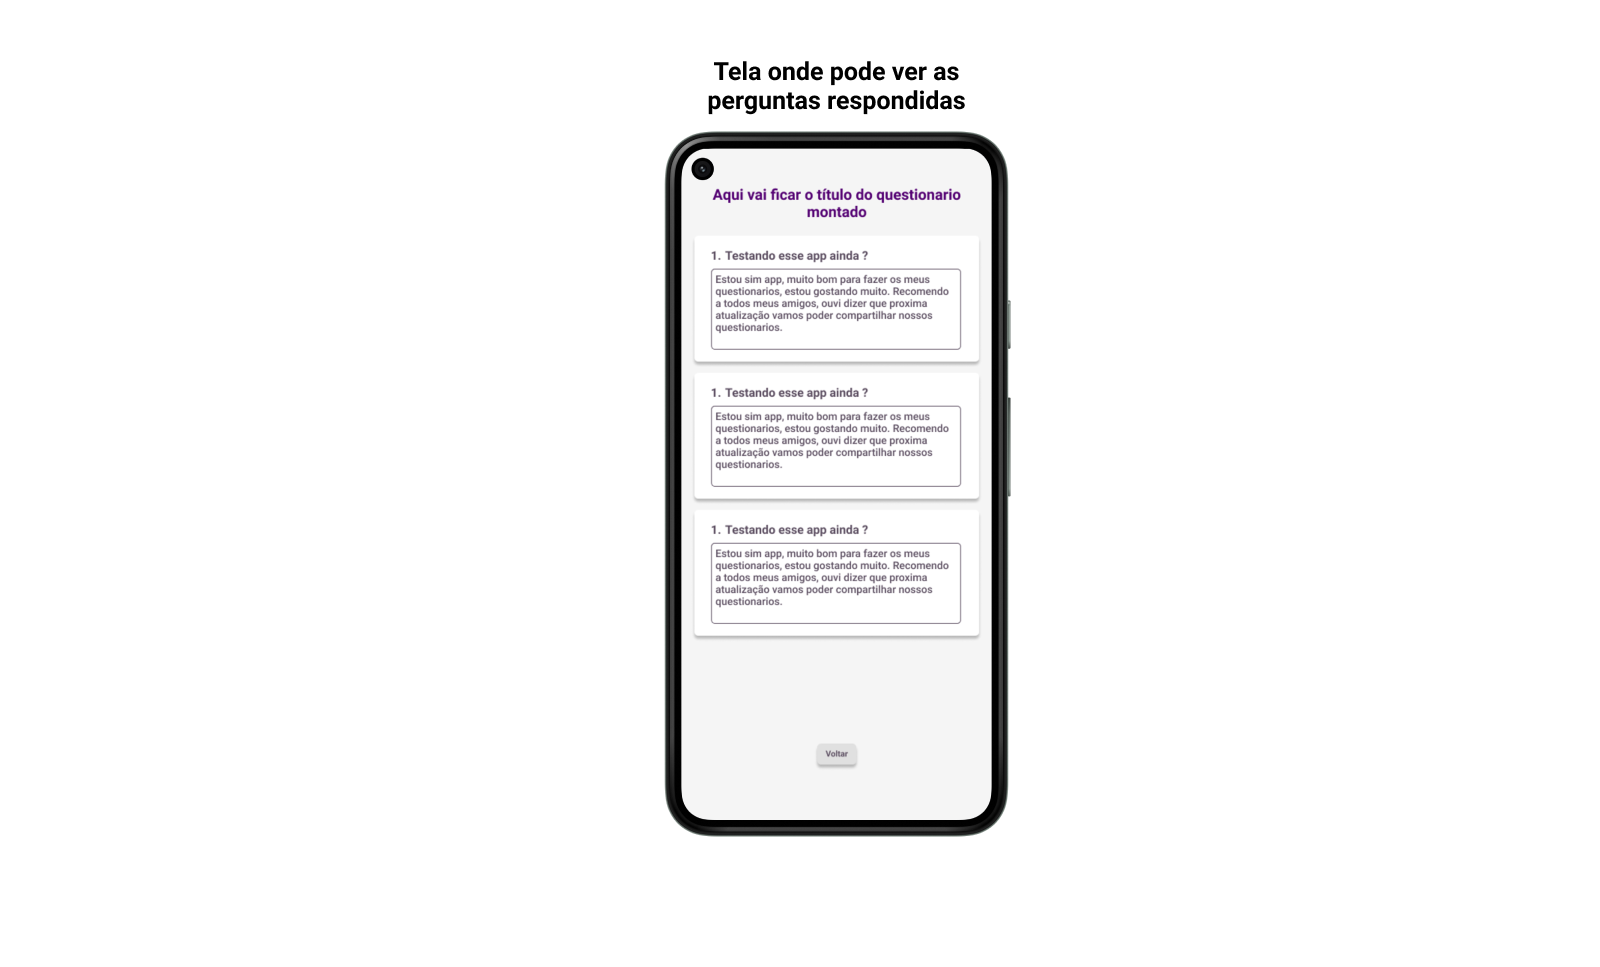 Tela onde pode ver as
perguntas respondidas
Aqui vai ficar o título do questionario
montado
1. Testando esse app ainda ?
Estou sim app, muito bom para fazer os meus
questionarios, estou gostando muito. Recomendo
a todos meus amigos, ouvi dizer que proxima
atualização vamos poder compartilhar nossos
questionarios.
1. Testando esse app ainda ?
Estou sim app, muito bom para fazer os meus
questionarios, estou gostando muito. Recomendo
a todos meus amigos, ouvi dizer que proxima
atualização vamos poder compartilhar nossos
questionarios.
1. Testando esse app ainda ?
Estou sim app, muito bom para fazer os meus
questionarios, estou gostando muito. Recomendo
a todos meus amigos, ouvi dizer que proxima
atualização vamos poder compartilhar nossos
questionarios.
Voltar